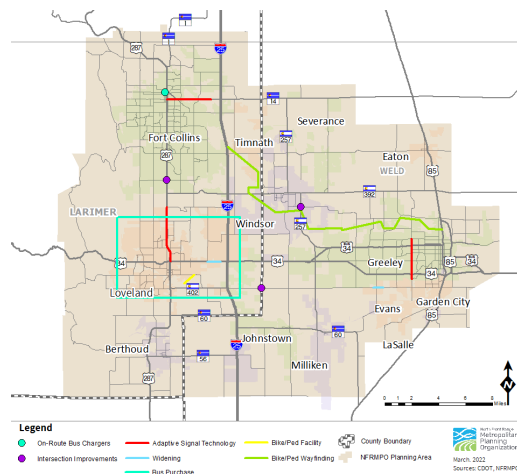 1
287
1
25
14
Severance
Fort Collins
Timnath
257
Eaton
WELD
85
287
392
LARIMER
25
Windsor
257
34
34
34
Greeley
85
34
Loveland
402
Garden City
Evans
60
85
Johnstown
60
LaSalle
Berthoud
56
25
Milliken
287
0 2 4 6 8
Miles
N
Legend
On-Route Bus Chargers
Intersection Improvements
Adaptive Signal Technology
Widening
Bus Purchase
Bike/Ped Facility
Bike/Ped Wayfinding
County Boundary
NFRMPO Planning Area
Metropolitan
Planning
Organization
March, 2022
Sources: CDOT, NFRMPO